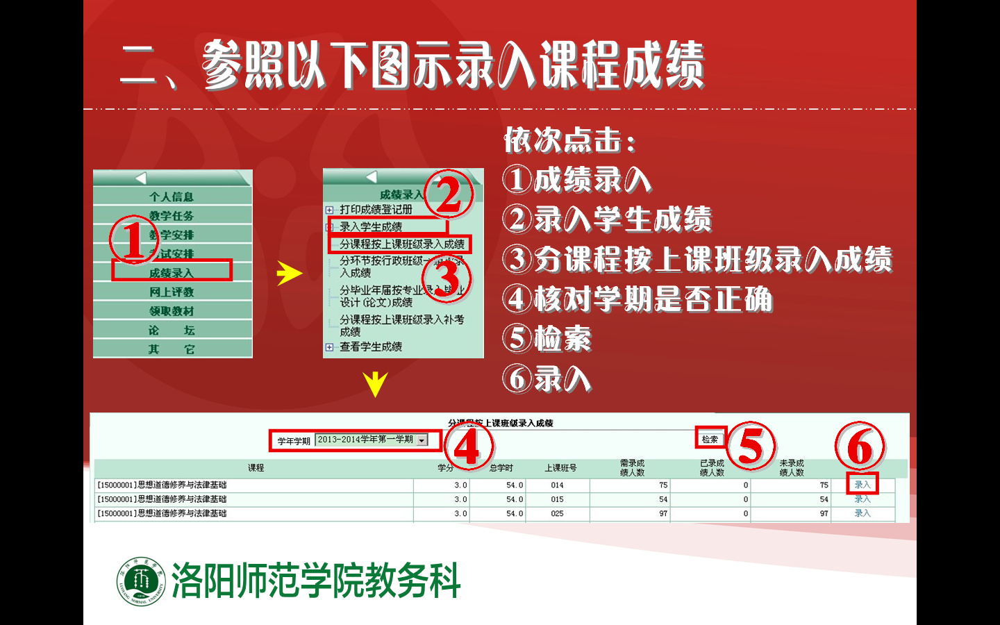 二、参照以下图示录入课程成绩
依次点击：
①成绩录入
②录入学生成绩
③分课程按上课班级录入成绩
④核对学期是否正确
⑤检索
⑥录入
个人信息
教学任务
教学安排
考试安排
成绩录入
网上评教
领取教材
论 坛
其 它
①
成绩录入
②
打印成绩登记册
录入学生成绩
分课程按上课班级录入成绩
分环节按行政班级
入成绩
③
分毕业年届按专业录入毕业
设计(论文)成绩
分课程按上课班级录入补考
成绩
查看学生成绩
分课程按上课班级录入成绩
学年学期 2013-2014学年第一学期 ④ 检索 ⑤ ⑥
课程 学分 总学时 上课班号 需录成绩人数 已录成绩人数 未录成绩人数
[15000001]思想道德修养与法律基础 3.0 54.0 014 75 0 75 录入
[15000001]思想道德修养与法律基础 3.0 54.0 015 54 0 54 录入
[15000001]思想道德修养与法律基础 3.0 54.0 025 97 0 97 录入
洛阳师范学院教务科